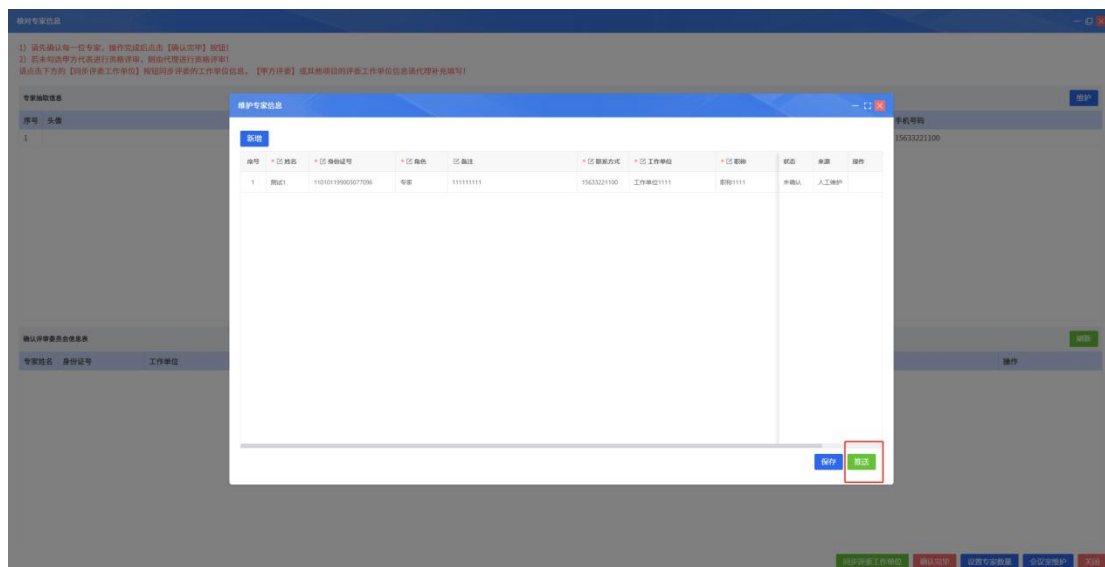 核对专家信息
1) 请先确认每一位专家，操作完成后点击【确认完毕】按钮!
2) 若未勾选甲方代表进行资格评审，则由代理进行资格评审!
请点击下方的【同步评委工作单位】按钮同步评委的工作单位信息。【甲方评委】或其他项目的评委工作单位信息请代理补充填写!
专家抽取信息 维护
序号 头像 手机号码
1 15633221100
维护专家信息
新增
序号 * 姓名 * 身份证号 * 角色 备注 * 联系方式 * 工作单位 * 职称 状态 来源 操作
1 测试1 110101199003077096 专家 111111111 15633221100 工作单位1111 职称1111 未确认 人工维护
确认评审委员会信息表 刷新
专家姓名 身份证号 工作单位 操作
保存 推送
同步评委工作单位 确认完毕 设置专家数量 会议室维护 关闭